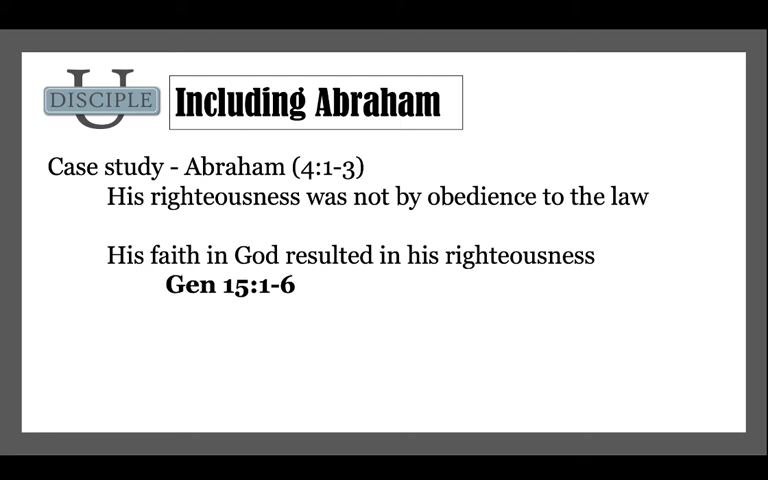 U
DISCIPLE
Including Abraham
Case study - Abraham (4:1-3)
His righteousness was not by obedience to the law
His faith in God resulted in his righteousness
Gen 15:1-6